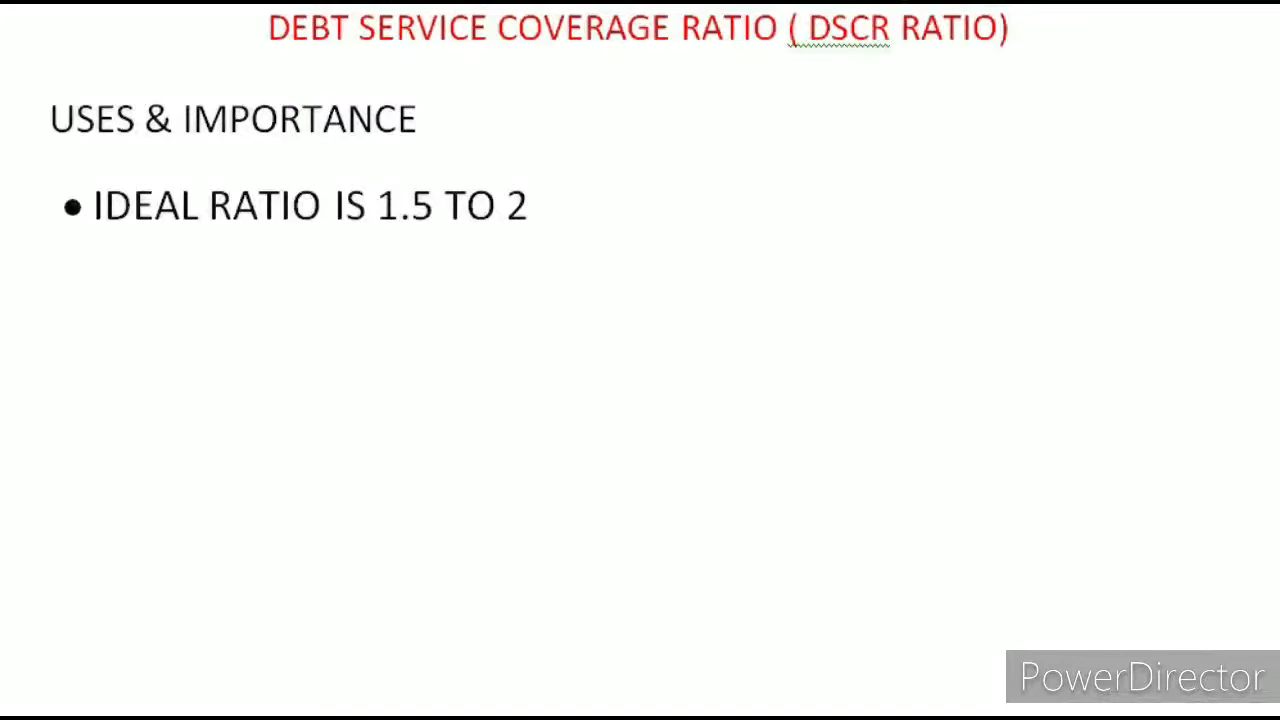 DEBT SERVICE COVERAGE RATIO ( DSCR RATIO)
USES & IMPORTANCE
• IDEAL RATIO IS 1.5 TO 2
PowerDirector